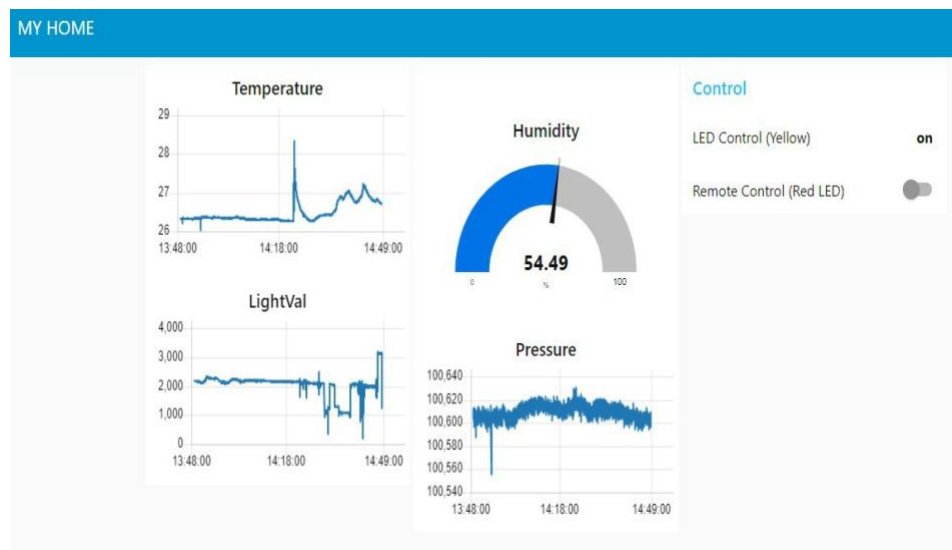 MY HOME
Temperature
29
28
27
26
13:48:00 14:18:00 14:49:00
LightVal
4,000
3,000
2,000
1,000
0
13:48:00 14:18:00 14:49:00
Humidity
54.49
0 % 100
Pressure
100,640
100,620
100,600
100,580
100,560
100,540
13:48:00 14:18:00 14:49:00
Control
LED Control (Yellow) on
Remote Control (Red LED)